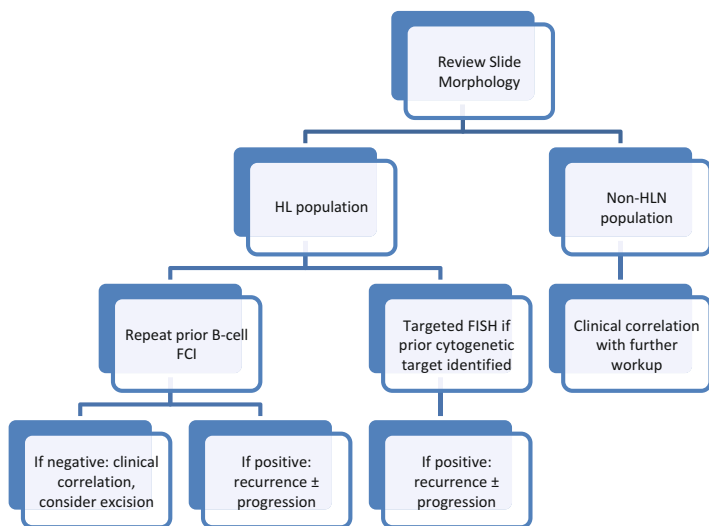 Review Slide
Morphology
HL population
Non-HLN
population
Repeat prior B-cell
FCI
Targeted FISH if
prior cytogenetic
target identified
Clinical correlation
with further
workup
If negative: clinical
correlation,
consider excision
If positive:
recurrence ±
progression
If positive:
recurrence ±
progression